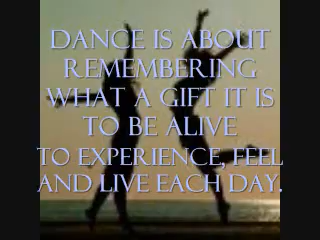 DANCE IS ABOUT
REMEMBERING
WHAT A GIFT IT IS
TO BE ALIVE
TO EXPERIENCE, FEEL
AND LIVE EACH DAY.